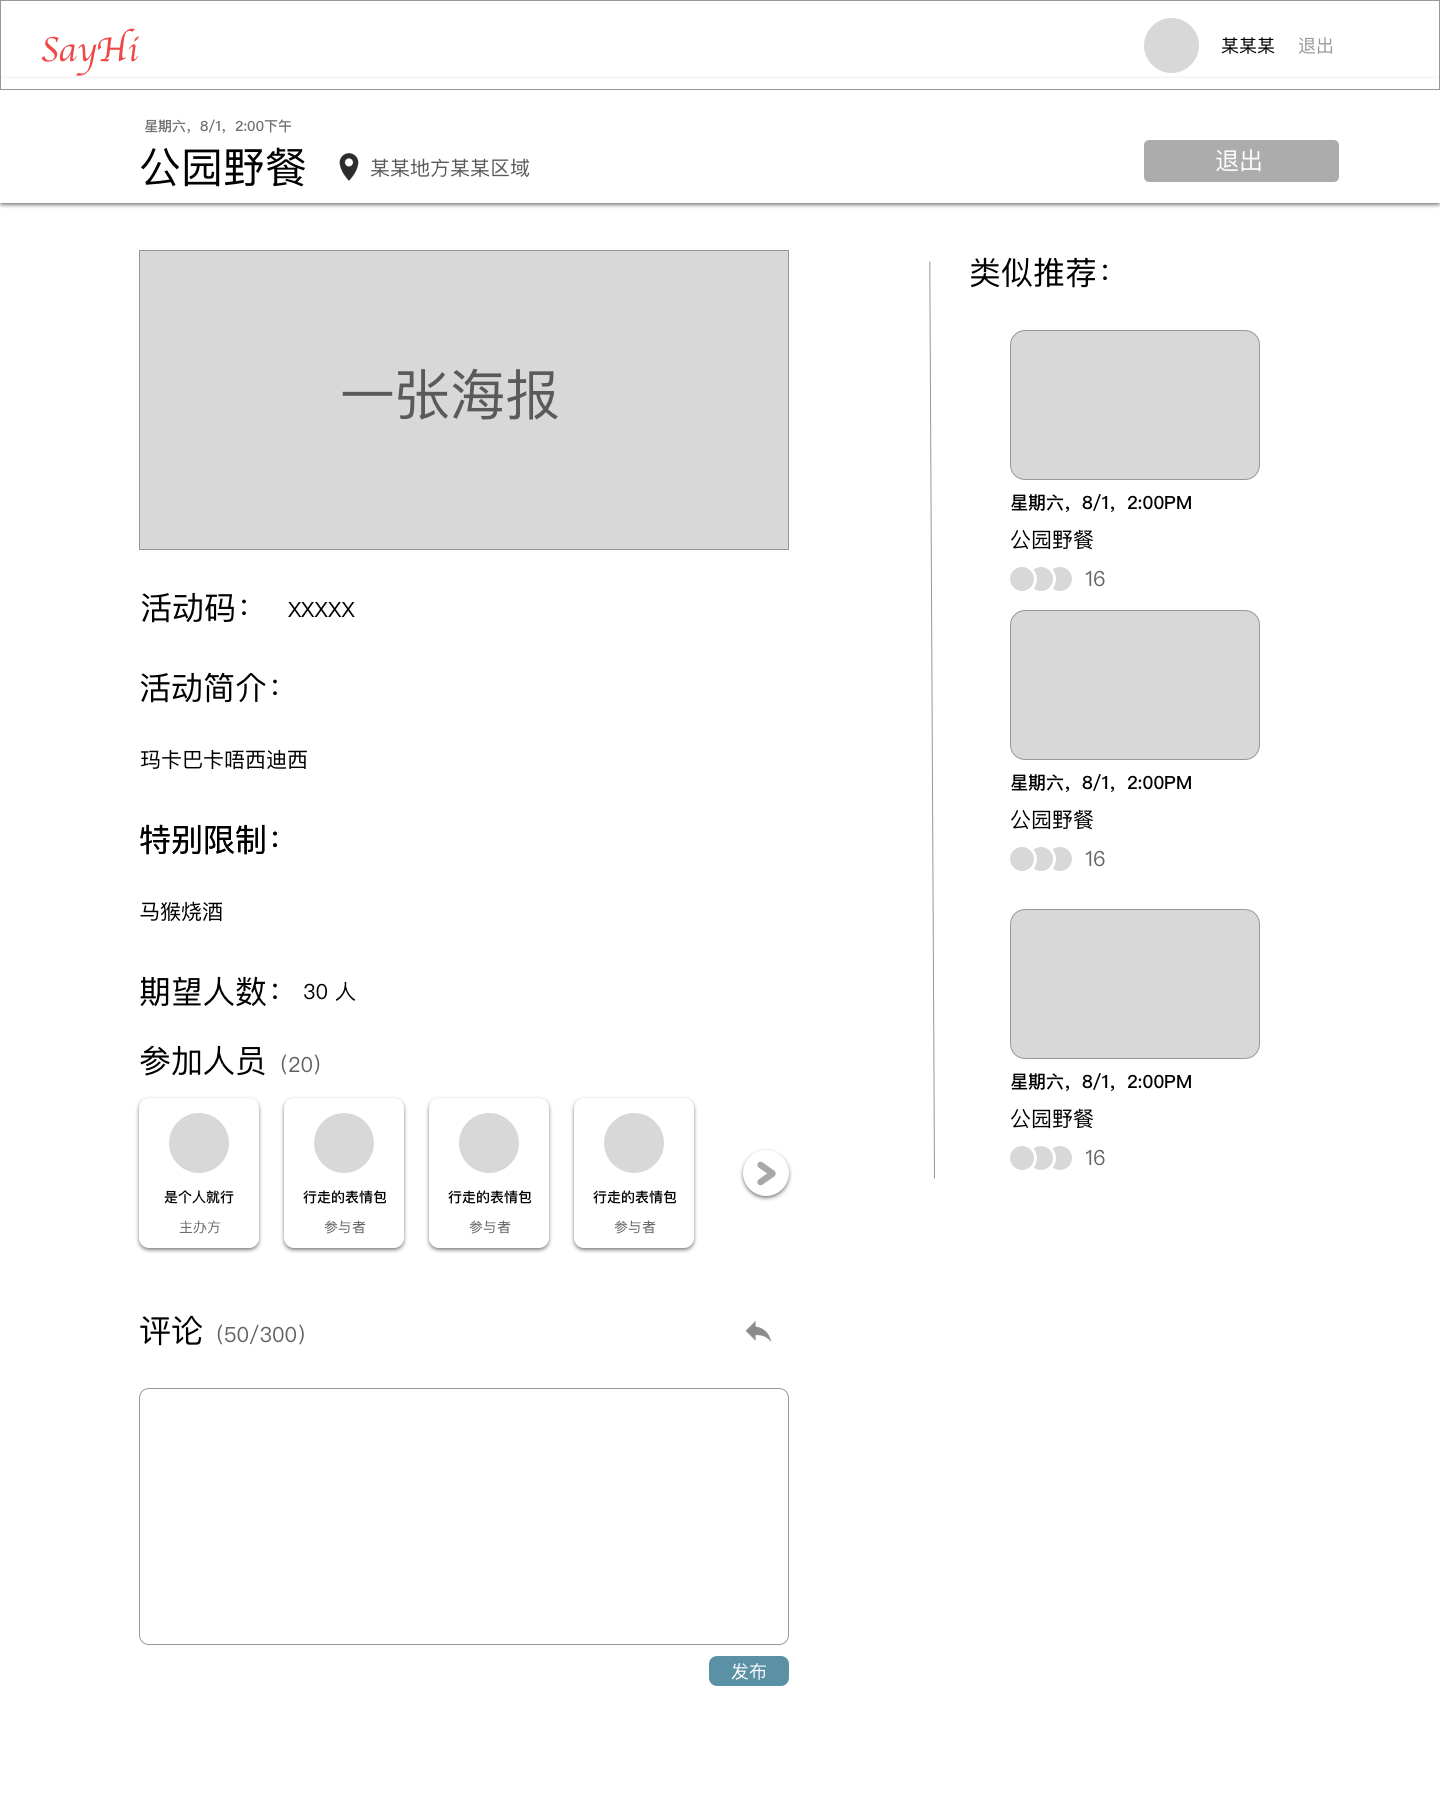 SayHi
某某某 退出
星期六，8/1，2:00下午
公园野餐 某某地方某某区域
退出
一张海报
活动码： XXXXX
活动简介：
玛卡巴卡唔西迪西
特别限制：
马猴烧酒
期望人数： 30 人
参加人员 （20）
是个人就行
主办方
行走的表情包
参与者
行走的表情包
参与者
行走的表情包
参与者
评论 （50/300）
发布
类似推荐：
星期六，8/1，2:00PM
公园野餐
16
星期六，8/1，2:00PM
公园野餐
16
星期六，8/1，2:00PM
公园野餐
16